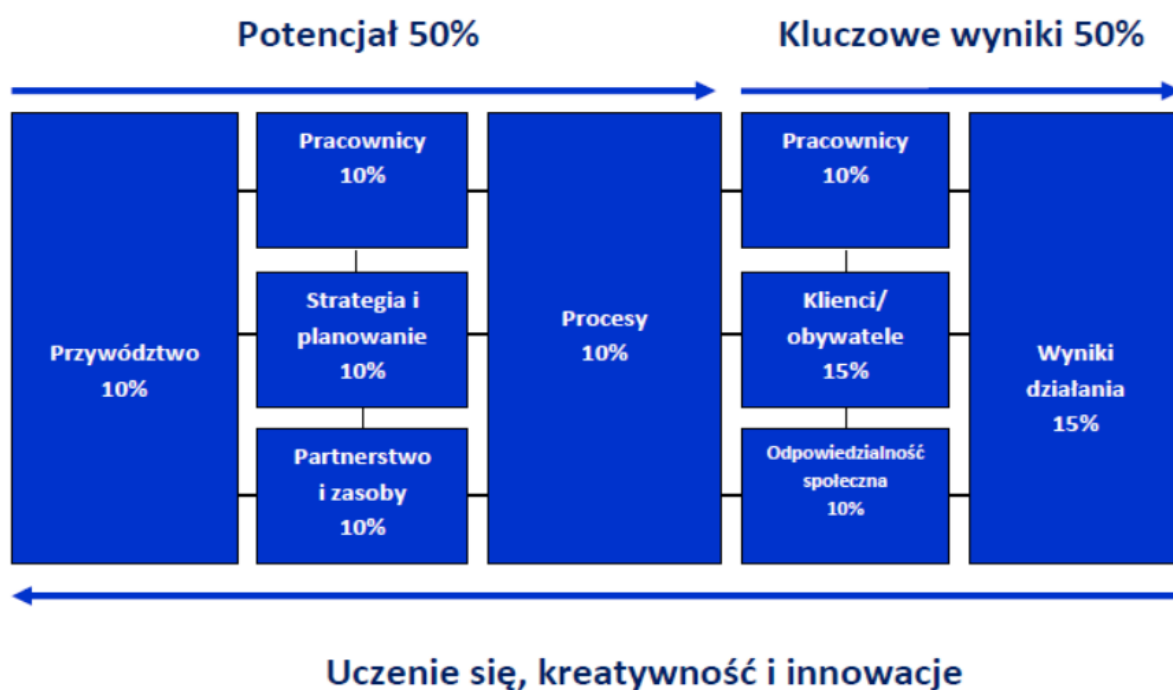 Potencjał 50%
Kluczowe wyniki 50%
Przywództwo
10%
Pracownicy
10%
Strategia i
planowanie
10%
Partnerstwo
i zasoby
10%
Procesy
10%
Pracownicy
10%
Klienci/
obywatele
15%
Odpowiedzialność
społeczna
10%
Wyniki
działania
15%
Uczenie się, kreatywność i innowacje